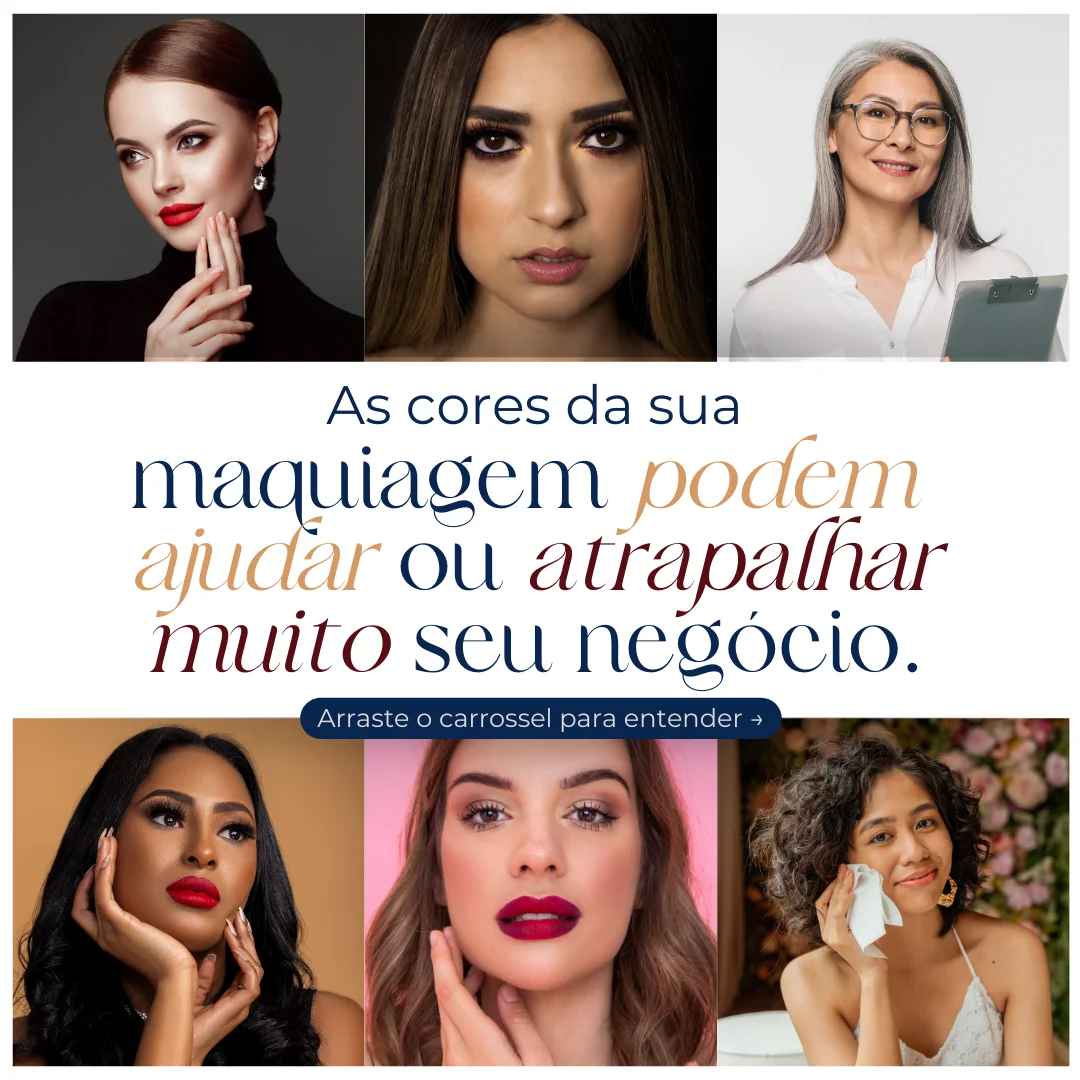 As cores da sua
maquiagem podem
ajudar ou atrapalhar
muito seu negócio.
Arraste o carrossel para entender →